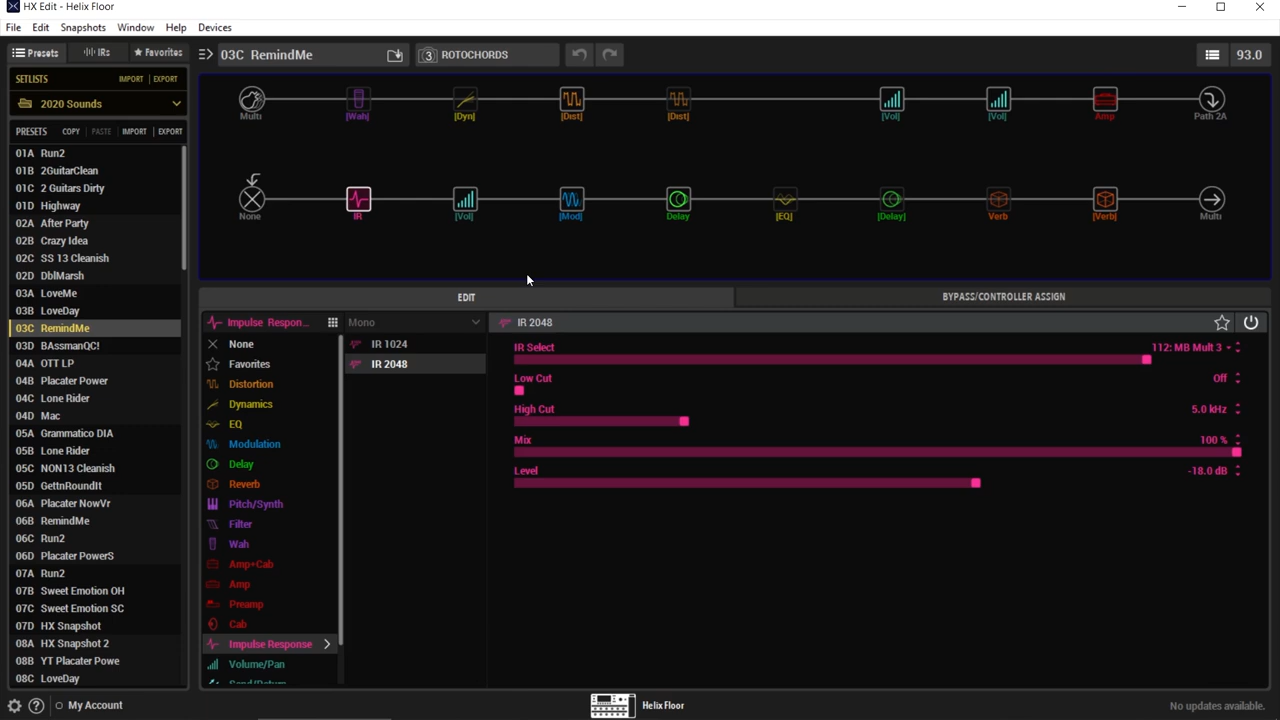 HX Edit - Helix Floor
File Edit Snapshots Window Help Devices
Presets IRs Favorites
03C RemindMe
3 ROTOCHORDS
93.0
SETLISTS IMPORT | EXPORT
2020 Sounds
PRESETS COPY | PASTE IMPORT | EXPORT
01A Run2
01B 2GuitarClean
01C 2 Guitars Dirty
01D Highway
02A After Party
02B Crazy Idea
02C SS 13 Cleanish
02D DblMarsh
03A LoveMe
03B LoveDay
03C RemindMe
03D BAssmanQC!
04A OTT LP
04B Placater Power
04C Lone Rider
04D Mac
05A Grammatico DIA
05B Lone Rider
05C NON13 Cleanish
05D GettnRoundIt
06A Placater NowVr
06B RemindMe
06C Run2
06D Placater PowerS
07A Run2
07B Sweet Emotion OH
07C Sweet Emotion SC
07D HX Snapshot
08A HX Snapshot 2
08B YT Placater Powe
08C LoveDay
Multi [Wah] [Dyn] [Dist] [Dist] [Vol] [Vol] Amp Path 2A
None IR [Vol] [Mod] Delay [EQ] [Delay] Verb [Verb] Multi
EDIT
BYPASS/CONTROLLER ASSIGN
Impulse Respon...
None
Favorites
Distortion
Dynamics
EQ
Modulation
Delay
Reverb
Pitch/Synth
Filter
Wah
Amp+Cab
Amp
Preamp
Cab
Impulse Response
Volume/Pan
Send/Return
Mono
IR 1024
IR 2048
IR 2048
IR Select 112: MB Mult 3
Low Cut Off
High Cut 5.0 kHz
Mix 100 %
Level -18.0 dB
My Account
Helix Floor
No updates available.